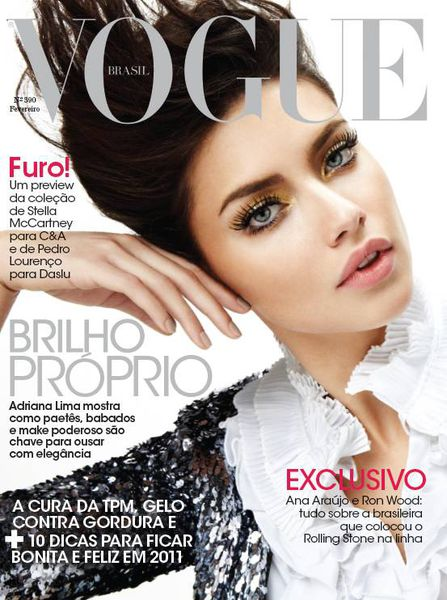 VOGUE
BRASIL
Nº 390
Fevereiro
Furo!
Um preview
da coleção
de Stella
McCartney
para C&A
e de Pedro
Lourenço
para Daslu
BRILHO
PRÓPRIO
Adriana Lima mostra
como paetês, babados
e make poderoso são
chave para ousar
com elegância
EXCLUSIVO
Ana Araújo e Ron Wood:
tudo sobre a brasileira
que colocou o
Rolling Stone na linha
A CURA DA TPM, GELO
CONTRA GORDURA E
+ 10 DICAS PARA FICAR
BONITA E FELIZ EM 2011